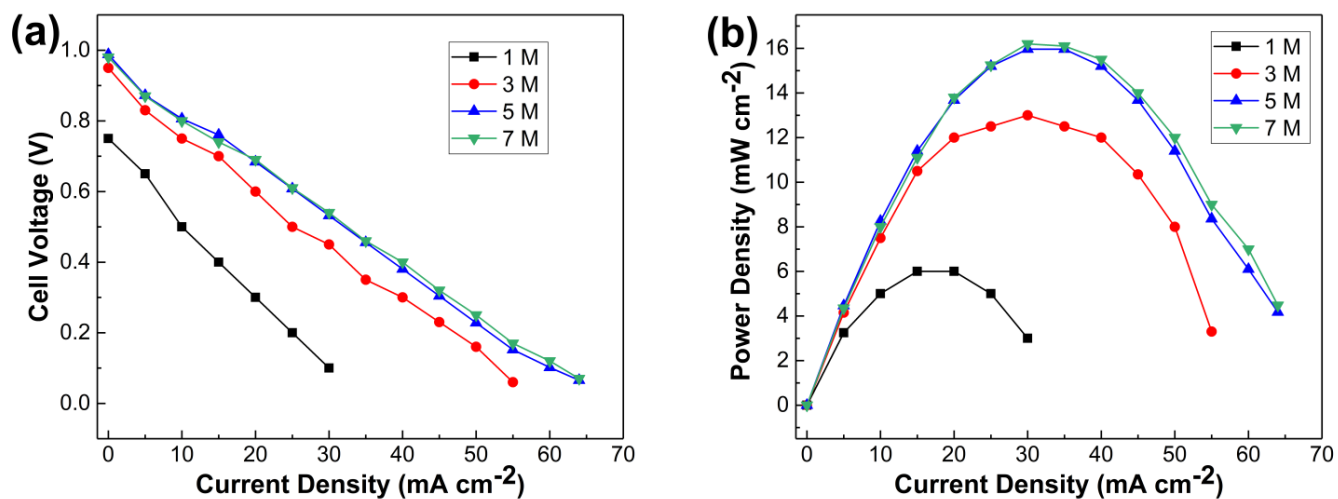 (a)
Cell Voltage (V)
1.0
0.8
0.6
0.4
0.2
0.0
1 M
3 M
5 M
7 M
0 10 20 30 40 50 60 70
Current Density (mA cm-2)
(b)
Power Density (mW cm-2)
16
14
12
10
8
6
4
2
0
1 M
3 M
5 M
7 M
0 10 20 30 40 50 60 70
Current Density (mA cm-2)